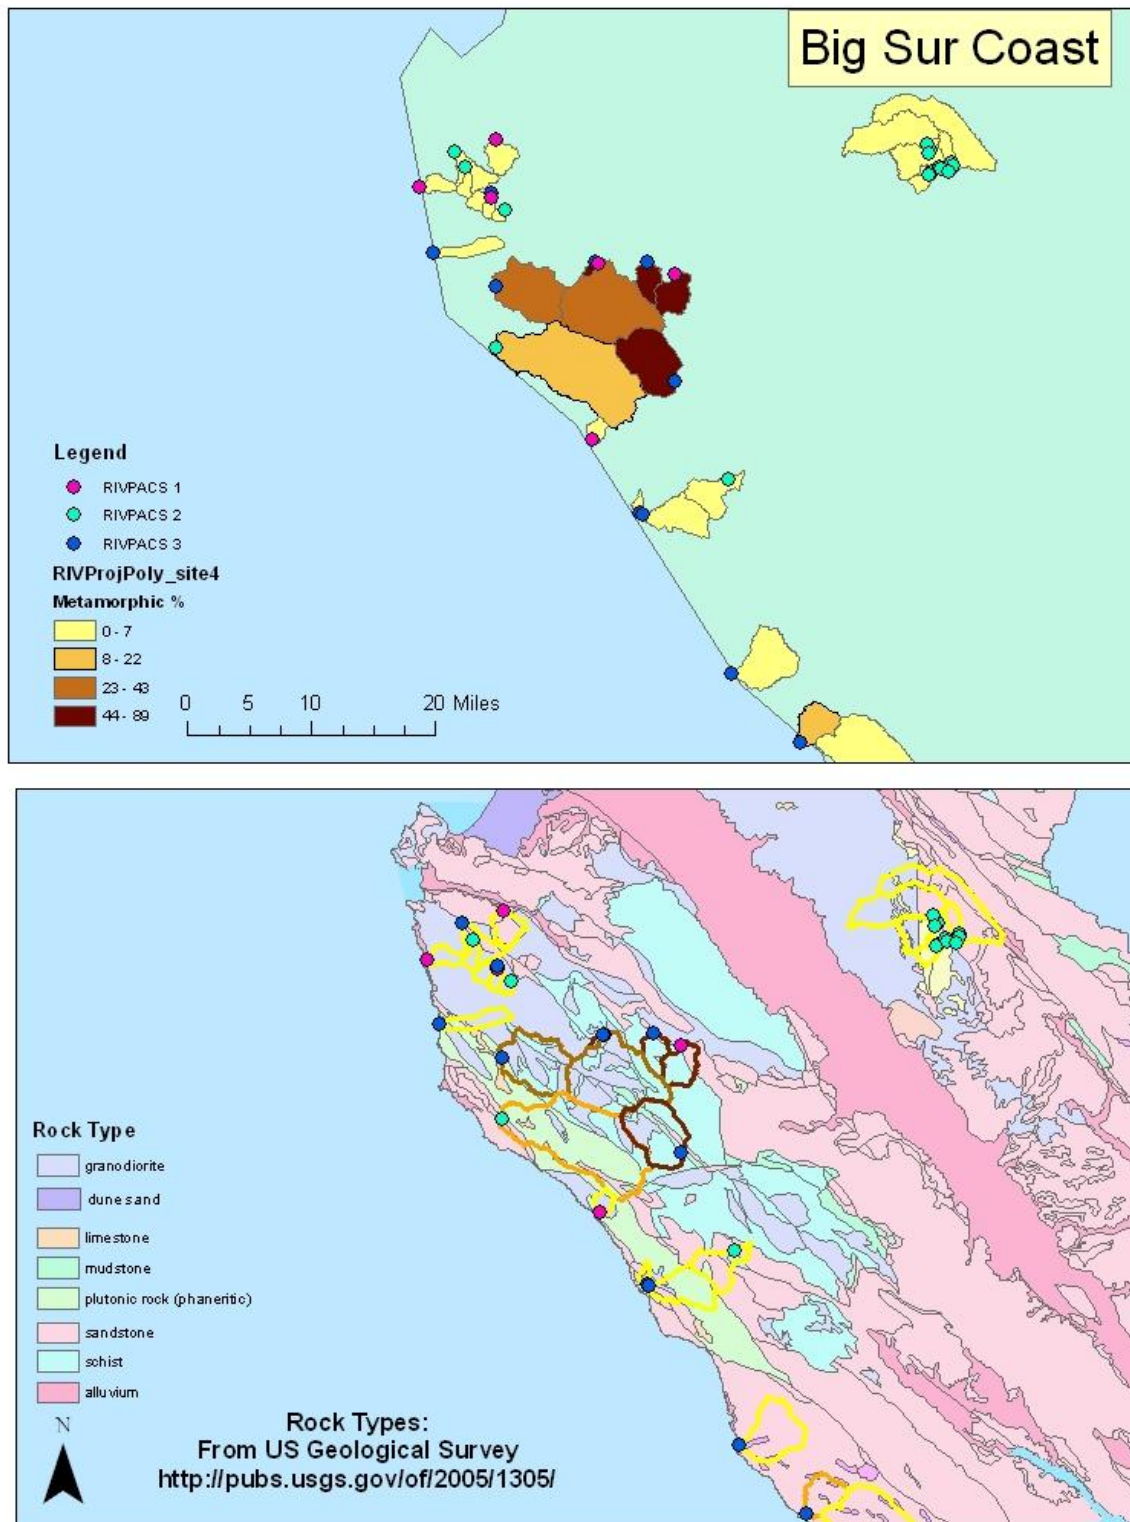 Big Sur Coast
Legend
RIVPACS 1
RIVPACS 2
RIVPACS 3
RIVProjPoly_site4
Metamorphic %
0 - 7
8 - 22
23 - 43
44 - 89
0 5 10 20 Miles
Rock Type
granodiorite
dune sand
limestone
mudstone
plutonic rock (phaneritic)
sandstone
schist
alluvium
N
Rock Types:
From US Geological Survey
http://pubs.usgs.gov/of/2005/1305/